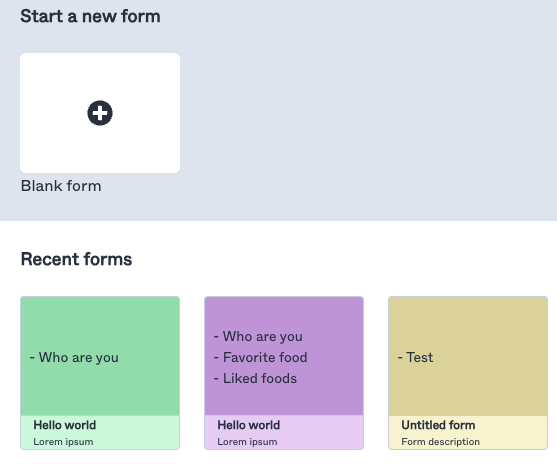 Start a new form
Blank form
Recent forms
- Who are you
Hello world
Lorem ipsum
- Who are you
- Favorite food
- Liked foods
Hello world
Lorem ipsum
- Test
Untitled form
Form description